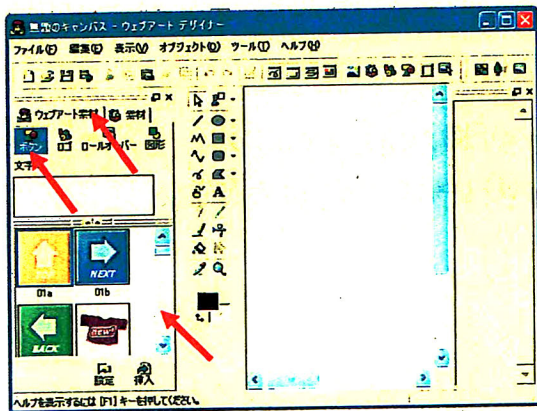 無題のキャンバス - ウェブアート デザイナー
ファイル(F) 編集(E) 表示(V) オブジェクト(O) ツール(T) ヘルプ(H)
ウェブアート素材 素材
ボタン ロゴ ロールオーバー 図形
文字
NEXT
01a 01b
BACK new!
設定 挿入
ヘルプを表示するには [F1] キーを押してください。